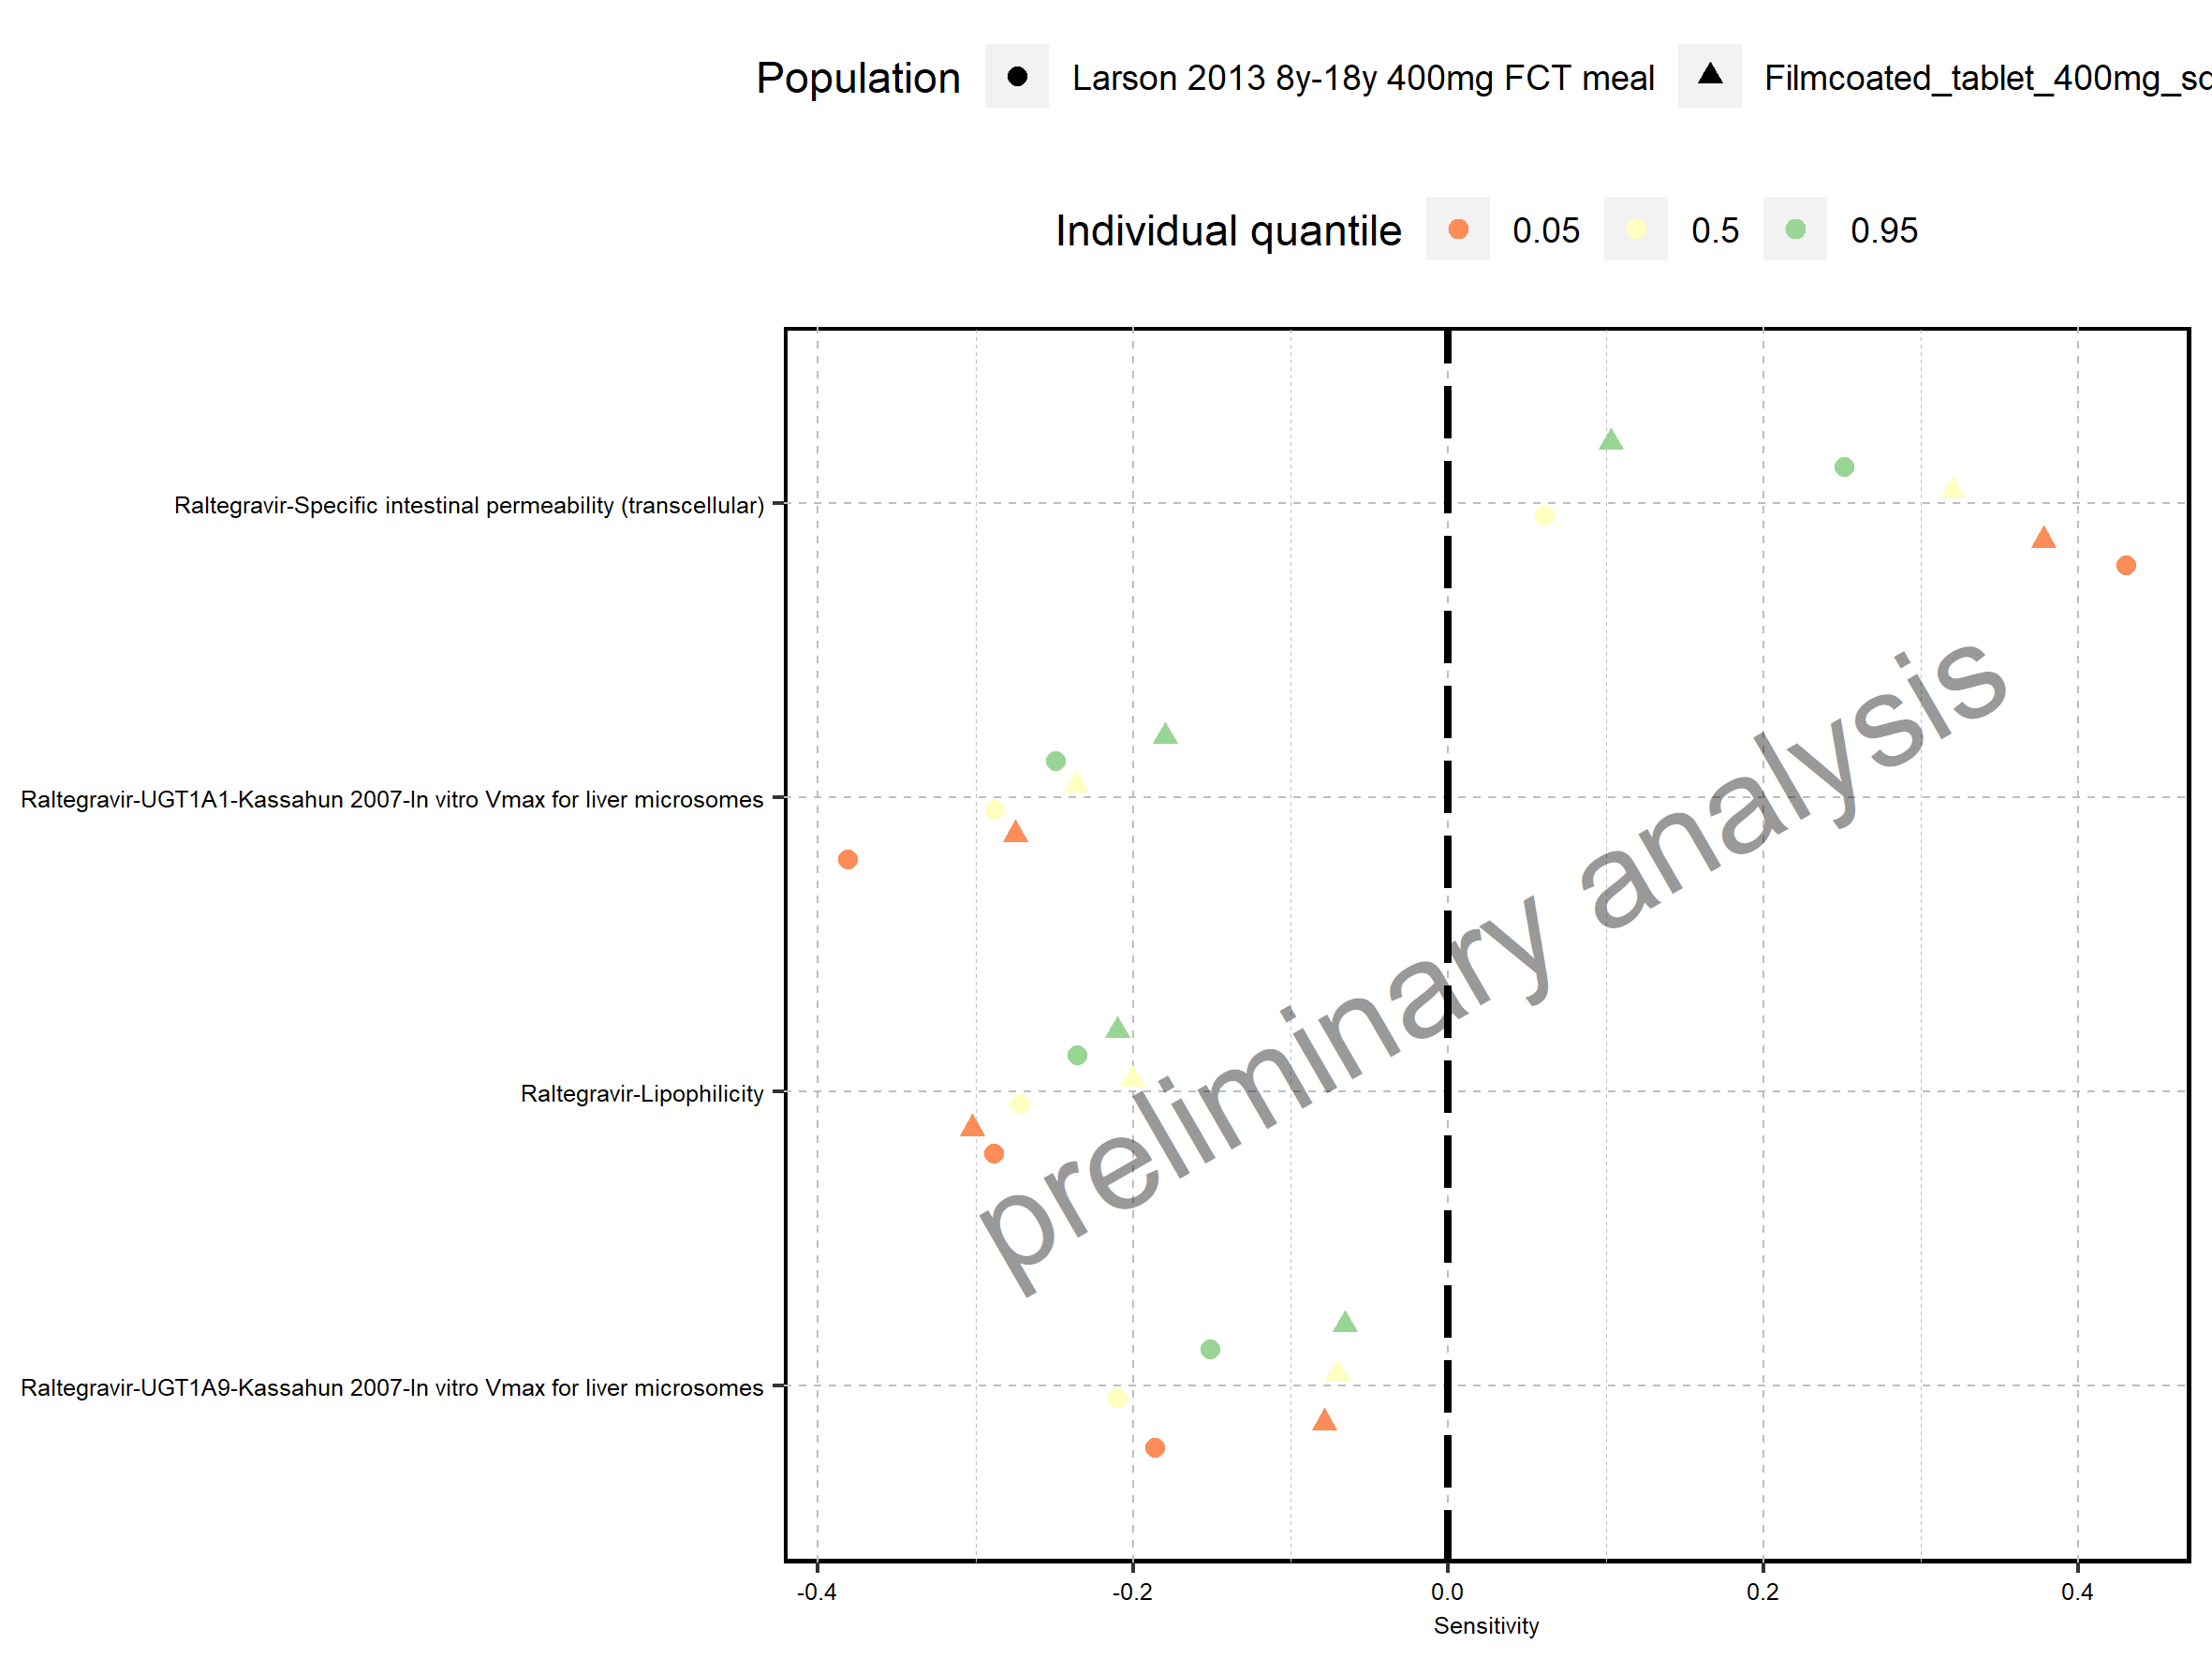 Population Larson 2013 8y-18y 400mg FCT meal Filmcoated_tablet_400mg_
Individual quantile 0.05 0.5 0.95
Raltegravir-Specific intestinal permeability (transcellular)
Raltegravir-UGT1A1-Kassahun 2007-In vitro Vmax for liver microsomes
Raltegravir-Lipophilicity
Raltegravir-UGT1A9-Kassahun 2007-In vitro Vmax for liver microsomes
preliminary analysis
-0.4 -0.2 0.0 0.2 0.4
Sensitivity